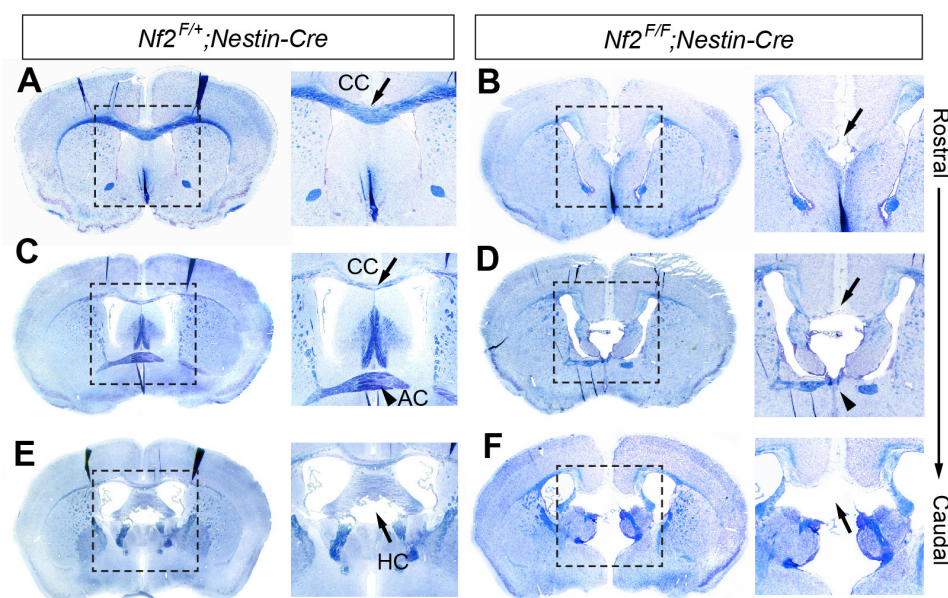 Nf2F/+;Nestin-Cre
Nf2F/F;Nestin-Cre
A
CC
B
Rostral
C
CC
AC
D
E
HC
F
Caudal